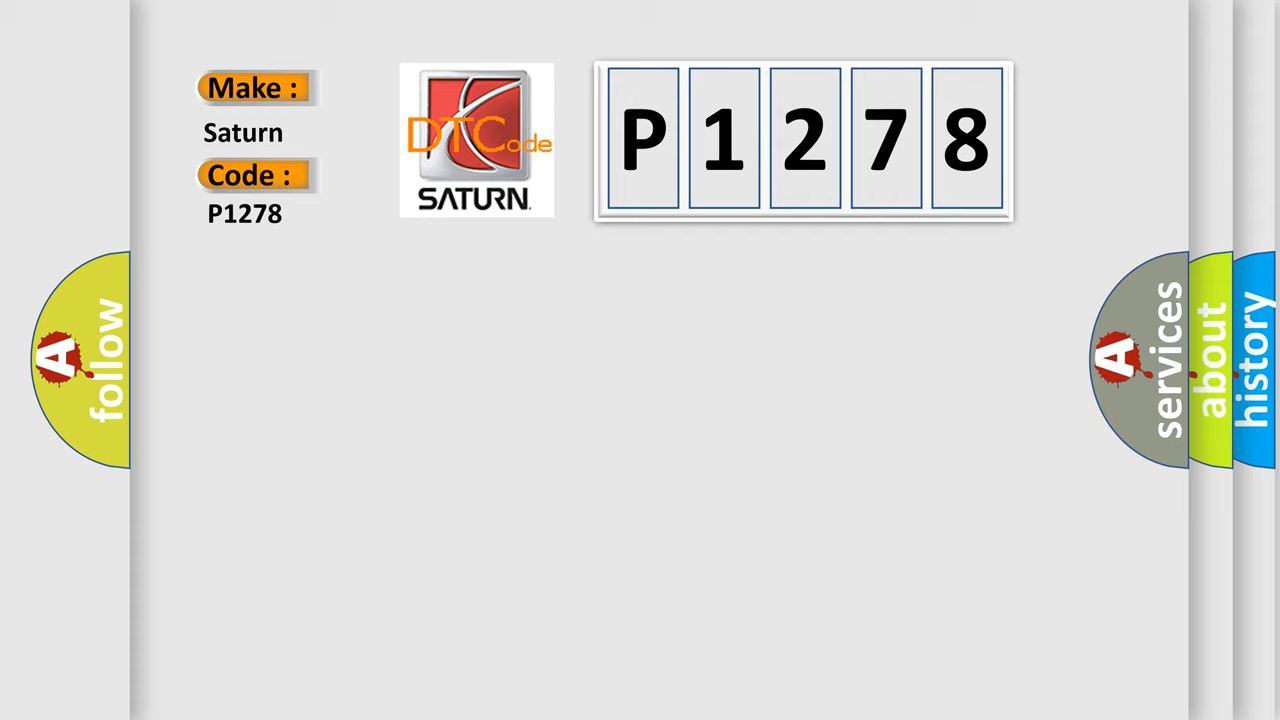 Make :
Saturn
Code :
P1278
DTCode
SATURN
P 1 2 7 8
A follow
A services
about
history